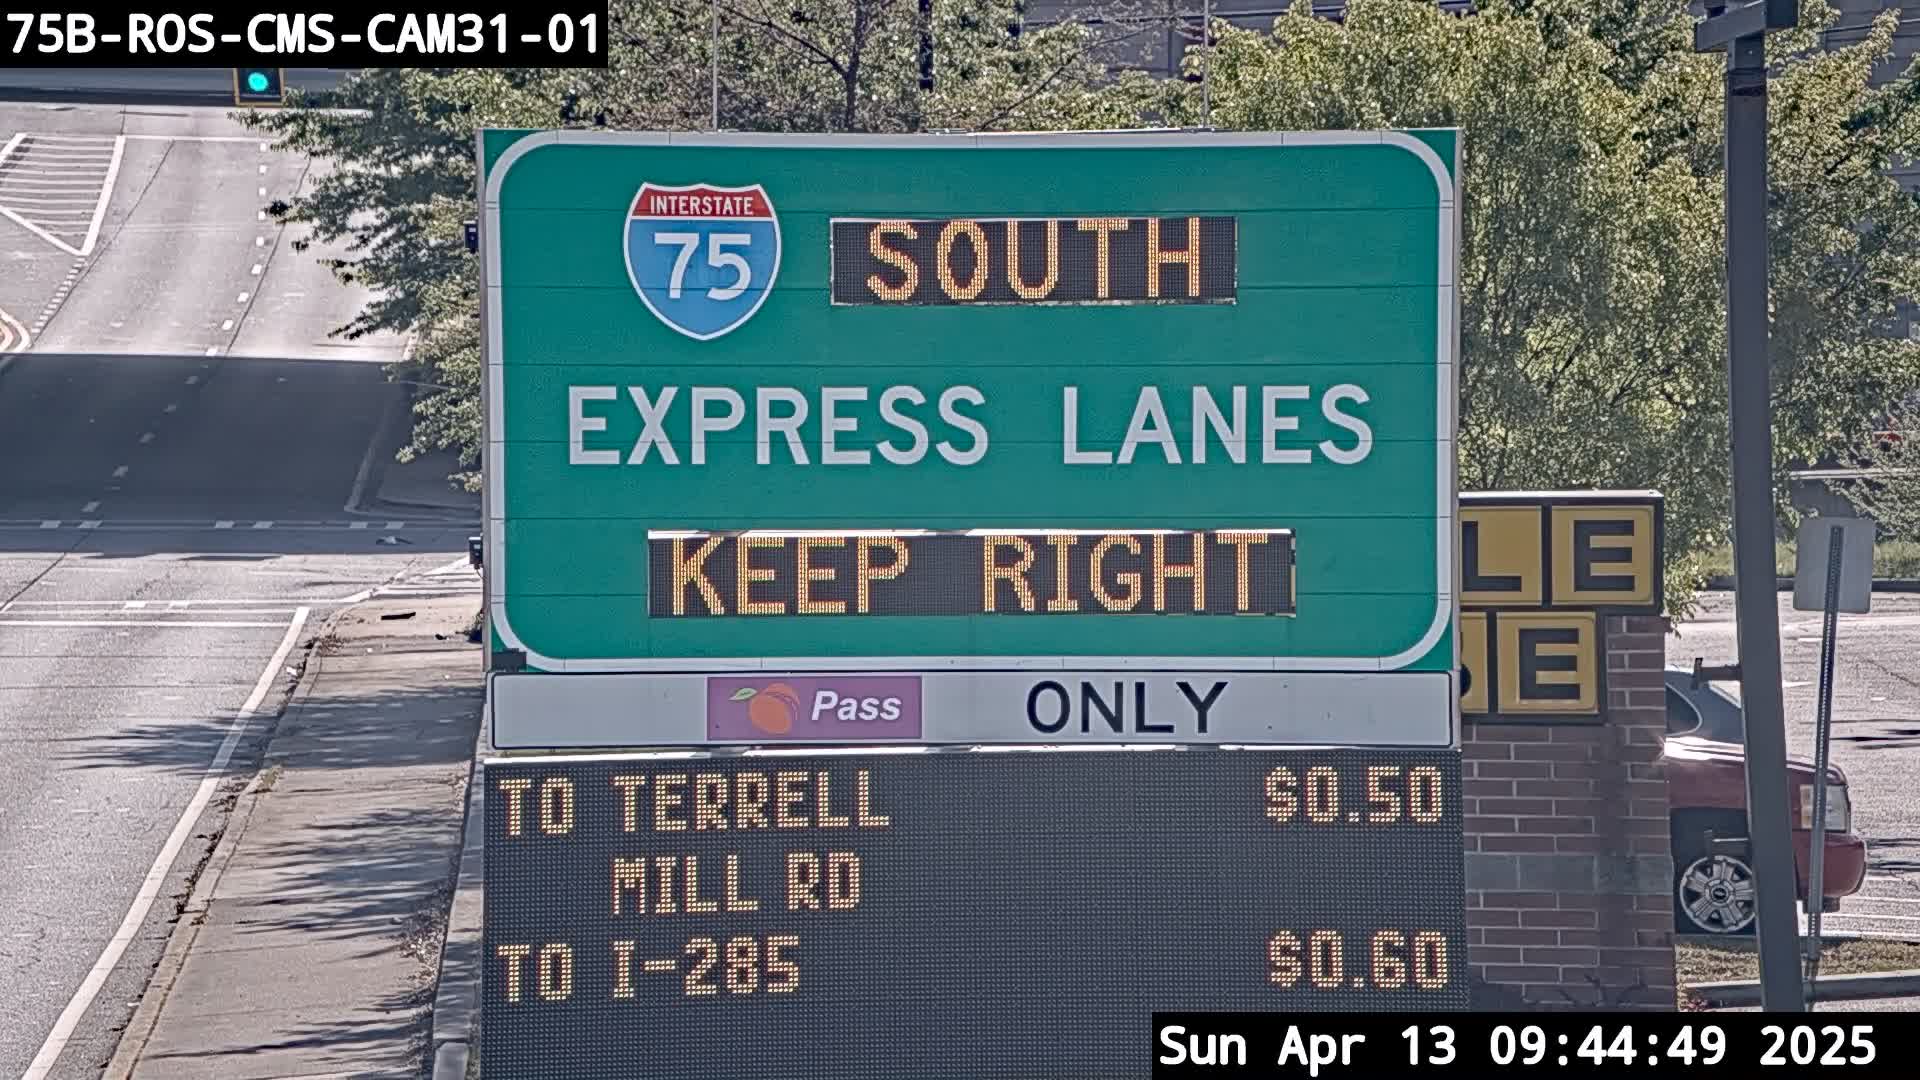 75B-ROS-CMS-CAM31-01
INTERSTATE
75
SOUTH
EXPRESS LANES
KEEP RIGHT
Pass ONLY
TO TERRELL $0.50
MILL RD
TO I-285 $0.60
LE
E
Sun Apr 13 09:44:49 2025